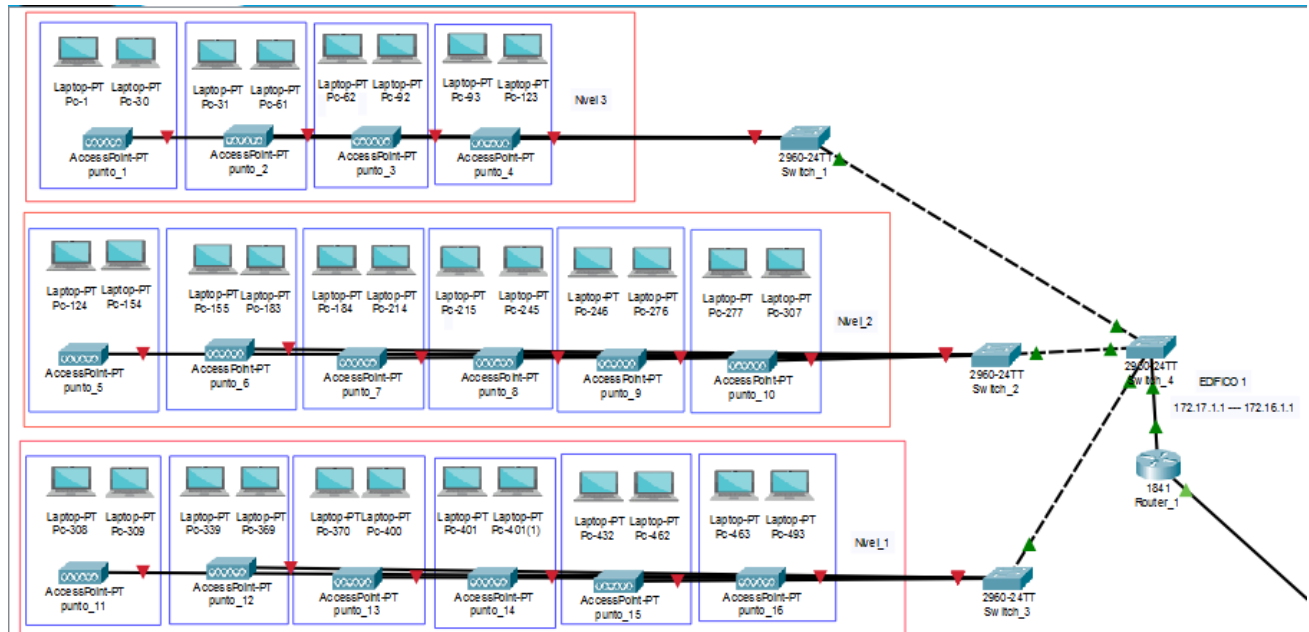 Laptop-PT Laptop-PT
Pc-1 Pc-30
AccessPoint-PT
punto_1
Laptop-PT Laptop-PT
Pc-31 Pc-61
AccessPoint-PT
punto_2
Laptop-PT Laptop-PT
Pc-62 Pc-92
AccessPoint-PT
punto_3
Laptop-PT Laptop-PT
Pc-93 Pc-123
AccessPoint-PT
punto_4
Nivel 3
2960-24TT
Switch_1
Laptop-PT Laptop-PT
Pc-124 Pc-154
AccessPoint-PT
punto_5
Laptop-PT Laptop-PT
Pc-155 Pc-183
AccessPoint-PT
punto_6
Laptop-PT Laptop-PT
Pc-184 Pc-214
AccessPoint-PT
punto_7
Laptop-PT Laptop-PT
Pc-215 Pc-245
AccessPoint-PT
punto_8
Laptop-PT Laptop-PT
Pc-246 Pc-276
AccessPoint-PT
punto_9
Laptop-PT Laptop-PT
Pc-277 Pc-307
AccessPoint-PT
punto_10
Nivel_2
2960-24TT
Switch_2
2960-24TT
Switch_4
EDIFICO 1
172.17.1.1 ---- 172.16.1.1
1841
Router_1
Laptop-PT Laptop-PT
Pc-308 Pc-309
AccessPoint-PT
punto_11
Laptop-PT Laptop-PT
Pc-339 Pc-369
AccessPoint-PT
punto_12
Laptop-PT Laptop-PT
Pc-370 Pc-400
AccessPoint-PT
punto_13
Laptop-PT Laptop-PT
Pc-401 Pc-401(1)
AccessPoint-PT
punto_14
Laptop-PT Laptop-PT
Pc-432 Pc-462
AccessPoint-PT
punto_15
Laptop-PT Laptop-PT
Pc-463 Pc-493
AccessPoint-PT
punto_16
Nivel_1
2960-24TT
Switch_3